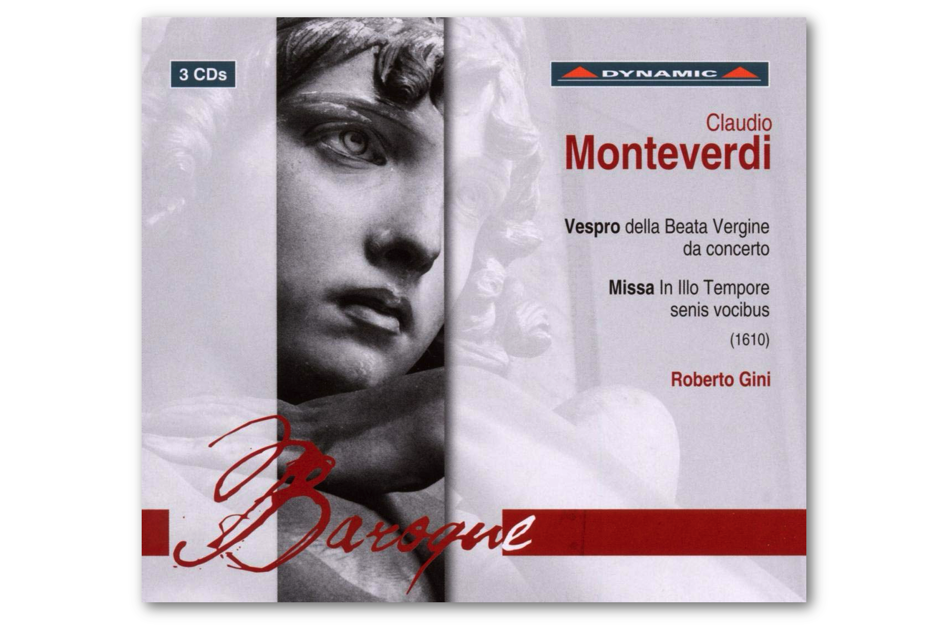 3 CDs
DYNAMIC
Claudio
Monteverdi
Vespro della Beata Vergine
da concerto
Missa In Illo Tempore
senis vocibus
(1610)
Roberto Gini
Baroque